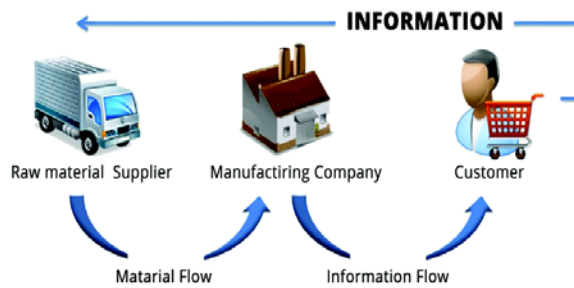 INFORMATION
Raw material Supplier
Manufactiring Company
Customer
Matarial Flow
Information Flow